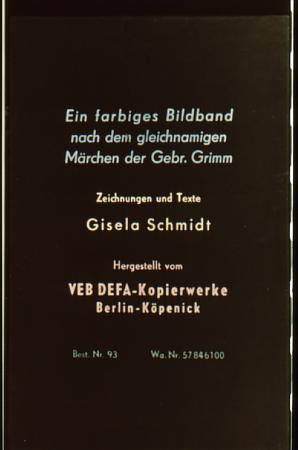 Ein farbiges Bildband
nach dem gleichnamigen
Märchen der Gebr. Grimm
Zeichnungen und Texte
Gisela Schmidt
Hergestellt vom
VEB DEFA-Kopierwerke
Berlin-Köpenick
Best. Nr. 93 Wa. Nr. 57846100